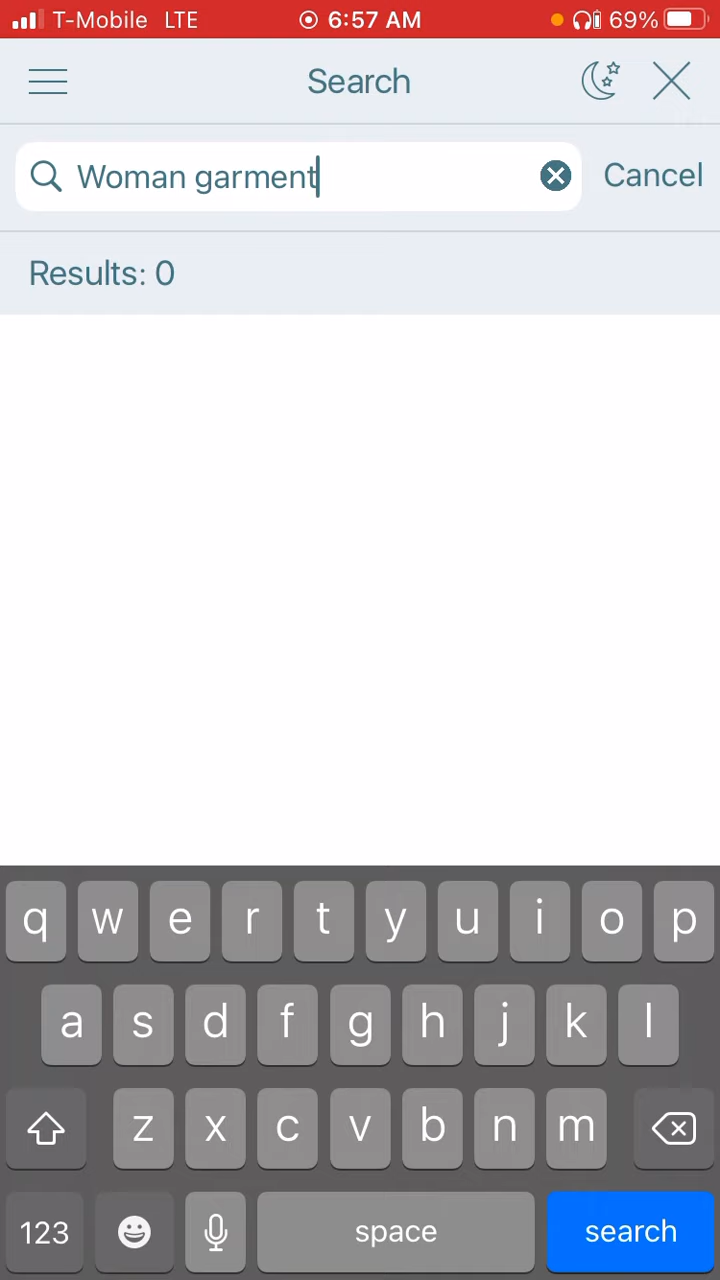 T-Mobile LTE 6:57 AM 69%
Search
Woman garment Cancel
Results: 0
q w e r t y u i o p
a s d f g h j k l
z x c v b n m
123 space search